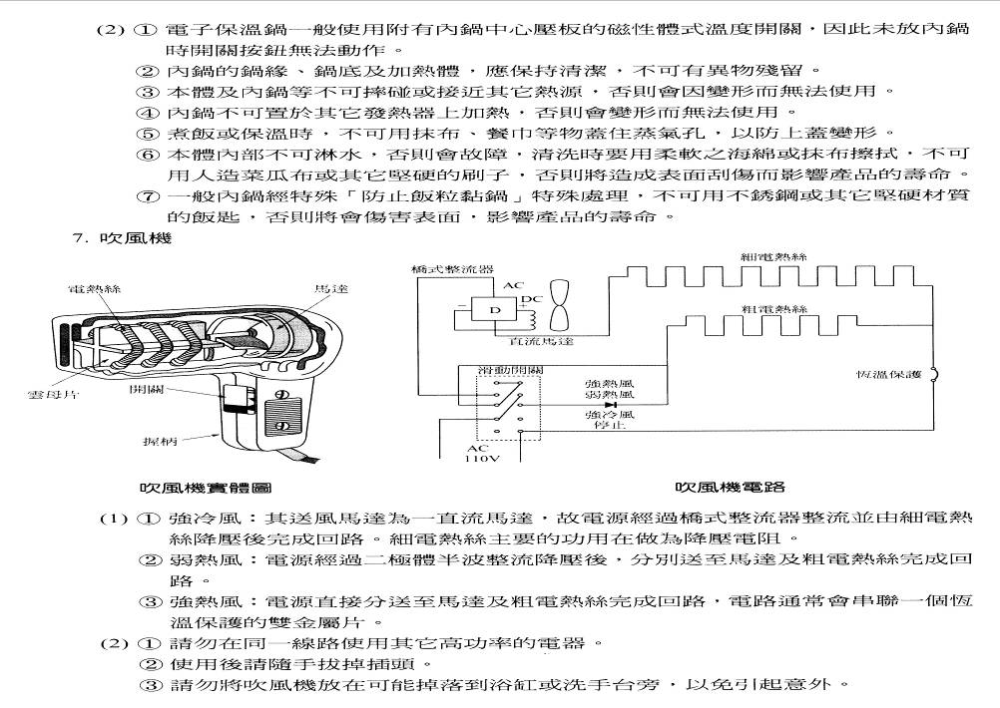 (2) ① 電子保溫鍋一般使用附有內鍋中心壓板的磁性體式溫度開關，因此未放內鍋
時開關按鈕無法動作。
② 內鍋的鍋緣、鍋底及加熱體，應保持清潔，不可有異物殘留。
③ 本體及內鍋等不可摔碰或接近其它熱源，否則會因變形而無法使用。
④ 內鍋不可置於其它發熱器上加熱，否則會變形而無法使用。
⑤ 煮飯或保溫時，不可用抹布、餐巾等物蓋住蒸氣孔，以防上蓋變形。
⑥ 本體內部不可淋水，否則會故障，清洗時要用柔軟之海綿或抹布擦拭，不可
用人造菜瓜布或其它堅硬的刷子，否則將造成表面刮傷而影響產品的壽命。
⑦ 一般內鍋經特殊「防止飯粒黏鍋」特殊處理，不可用不銹鋼或其它堅硬材質
的飯匙，否則將會傷害表面，影響產品的壽命。
7. 吹風機
電熱絲
馬達
雲母片
開關
握柄
吹風機實體圖
橋式整流器
AC
DC
－
+
D
直流馬達
細電熱絲
粗電熱絲
恆溫保護
滑動開關
強熱風
弱熱風
強冷風
停止
AC
110V
吹風機電路
(1) ① 強冷風：其送風馬達為一直流馬達，故電源經過橋式整流器整流並由細電熱
絲降壓後完成回路。細電熱絲主要的功用在做為降壓電阻。
② 弱熱風：電源經過二極體半波整流降壓後，分別送至馬達及粗電熱絲完成回
路。
③ 強熱風：電源直接分送至馬達及粗電熱絲完成回路，電路通常會串聯一個恆
溫保護的雙金屬片。
(2) ① 請勿在同一線路使用其它高功率的電器。
② 使用後請隨手拔掉插頭。
③ 請勿將吹風機放在可能掉落到浴缸或洗手台旁，以免引起意外。